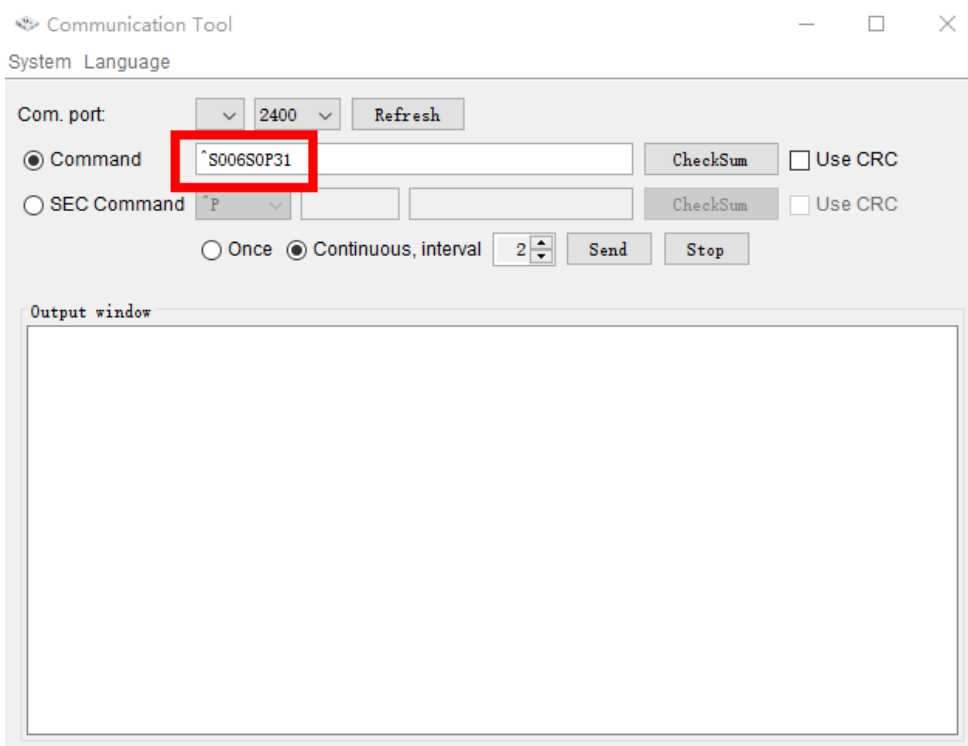 Communication Tool
System Language
Com. port: 2400 Refresh
Command ^S006S0P31 CheckSum Use CRC
SEC Command ^P CheckSum Use CRC
Once Continuous, interval 2 Send Stop
Output window